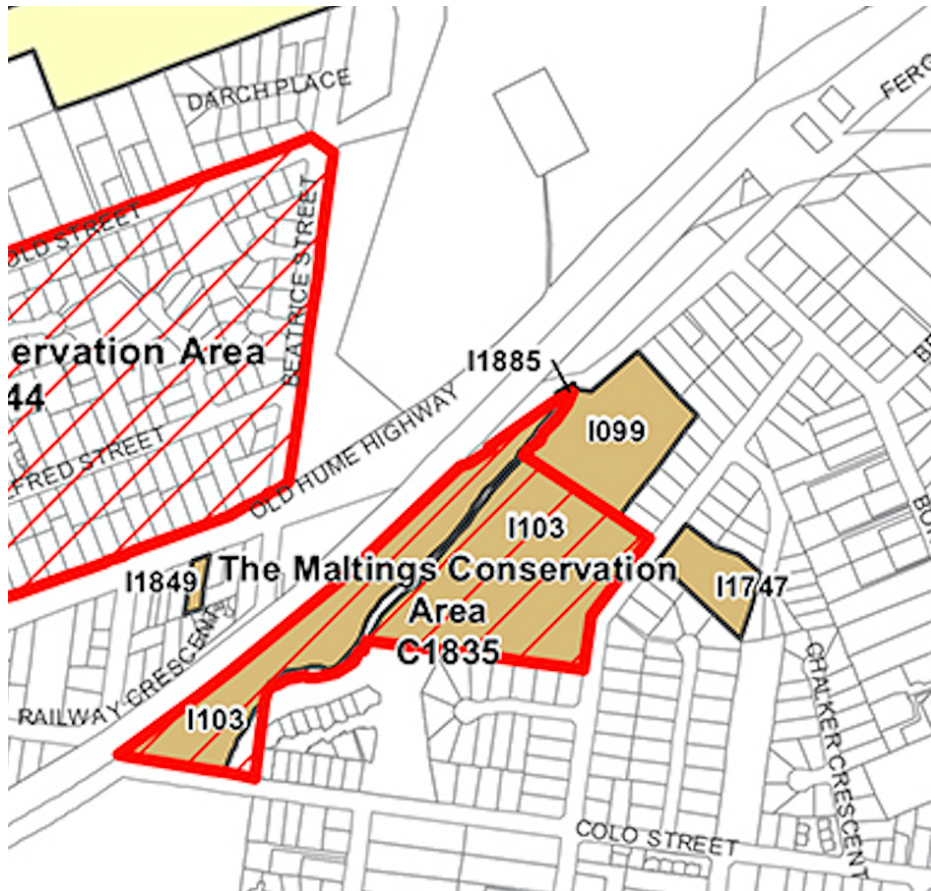 DARCH PLACE
FERG
OLD STREET
BEATRICE STREET
ervation Area
44
I1885
I099
FRED STREET
OLD HUME HIGHWAY
I103
The Maltings Conservation
Area
C1835
I1849
I1747
RAILWAY CRESCENT
I103
CHALKER CRESCENT
COLO STREET